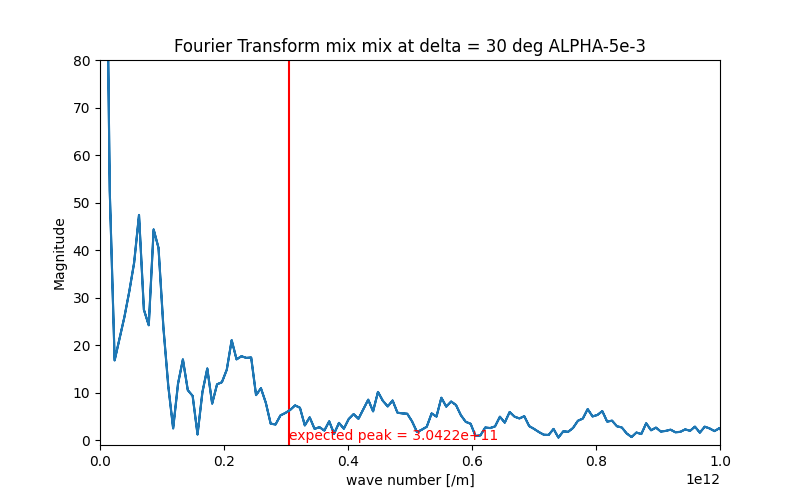 Fourier Transform mix mix at delta = 30 deg ALPHA-5e-3
80
70
60
50
40
30
20
10
0
Magnitude
expected peak = 3.0422e+11
0.0 0.2 0.4 0.6 0.8 1.0
1e12
wave number [/m]